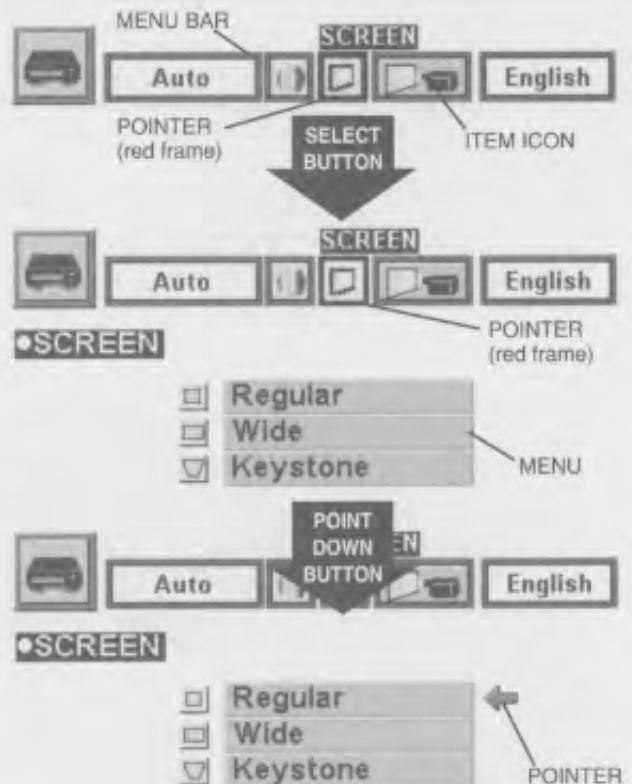 MENU BAR
SCREEN
Auto
English
POINTER
(red frame)
SELECT
BUTTON
ITEM ICON
SCREEN
Auto
English
POINTER
(red frame)
•SCREEN
Regular
Wide
Keystone
MENU
POINT
DOWN
BUTTON
EN
Auto
English
•SCREEN
Regular
Wide
Keystone
POINTER